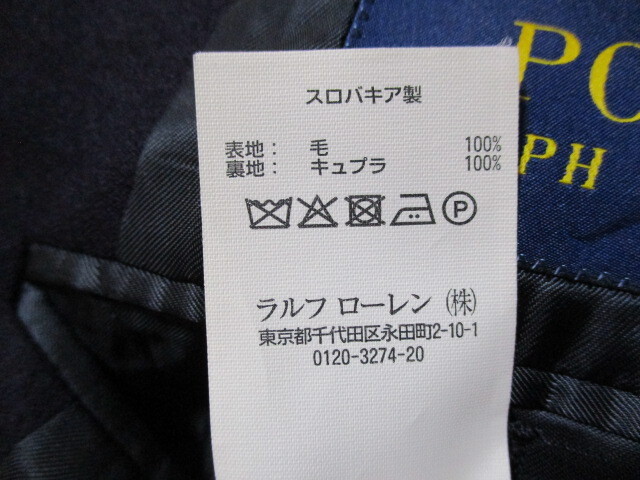 スロバキア製
表地： 毛 100%
裏地： キュプラ 100%
P
ラルフ ローレン (株)
東京都千代田区永田町2-10-1
0120-3274-20
PO
PH